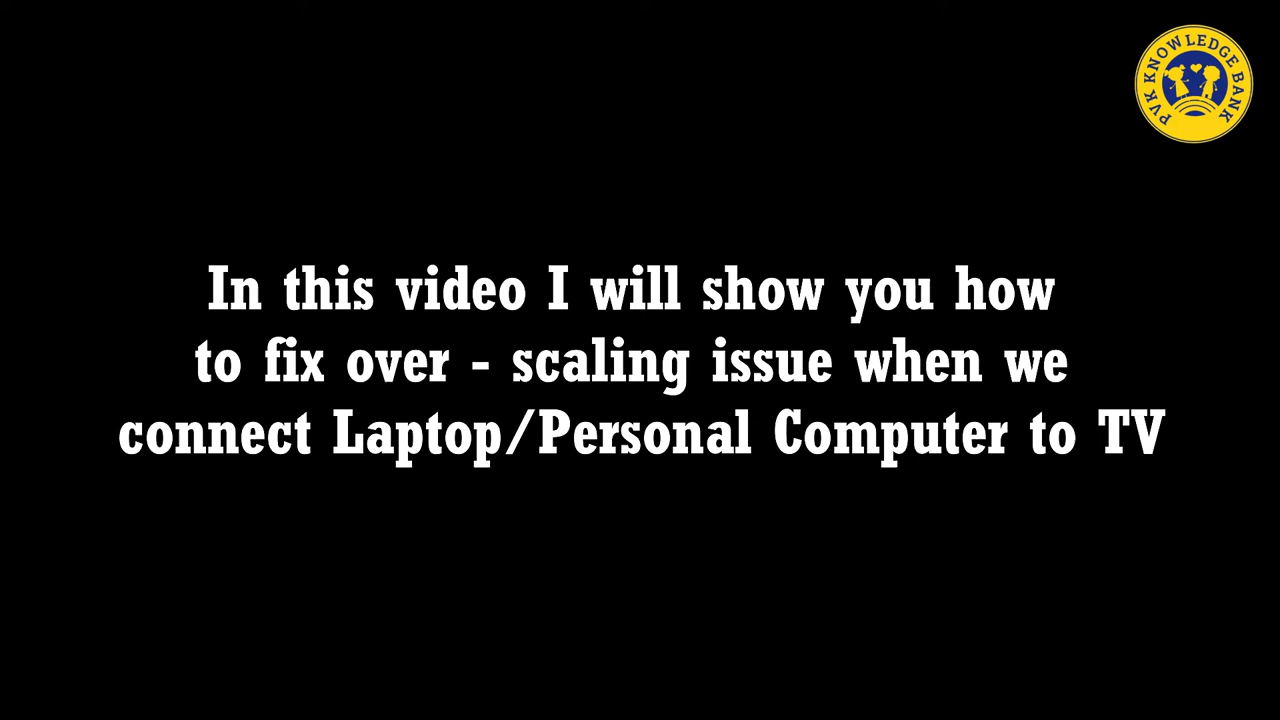 PVK KNOWLEDGE BANK
In this video I will show you how
to fix over - scaling issue when we
connect Laptop/Personal Computer to TV